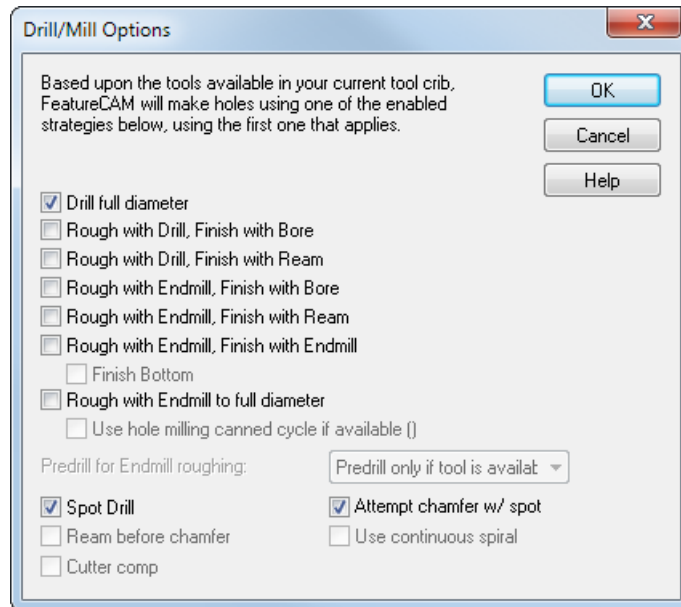 Drill/Mill Options
Based upon the tools available in your current tool crib,
FeatureCAM will make holes using one of the enabled
strategies below, using the first one that applies.
OK
Cancel
Help
Drill full diameter
Rough with Drill, Finish with Bore
Rough with Drill, Finish with Ream
Rough with Endmill, Finish with Bore
Rough with Endmill, Finish with Ream
Rough with Endmill, Finish with Endmill
Finish Bottom
Rough with Endmill to full diameter
Use hole milling canned cycle if available ()
Predrill for Endmill roughing: Predrill only if tool is availat
Spot Drill Attempt chamfer w/ spot
Ream before chamfer Use continuous spiral
Cutter comp